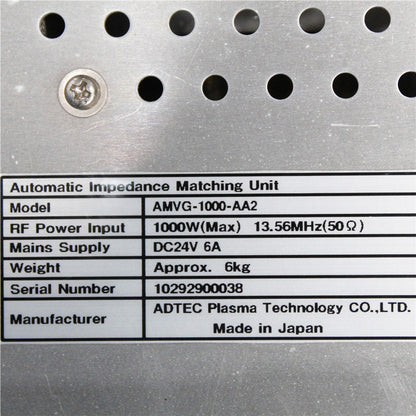 Automatic Impedance Matching Unit
Model AMVG-1000-AA2
RF Power Input 1000W(Max) 13.56MHz(50Ω)
Mains Supply DC24V 6A
Weight Approx. 6kg
Serial Number 10292900038
Manufacturer ADTEC Plasma Technology CO.,LTD.
Made in Japan